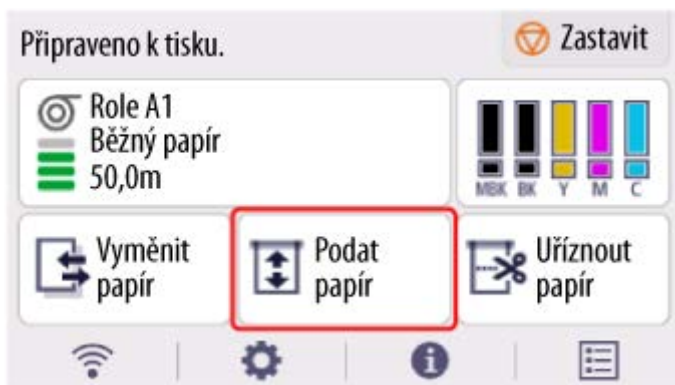 Připraveno k tisku.
Zastavit
Role A1
Běžný papír
50,0m
MBK BK Y M C
Vyměnit
papír
Podat
papír
Uříznout
papír